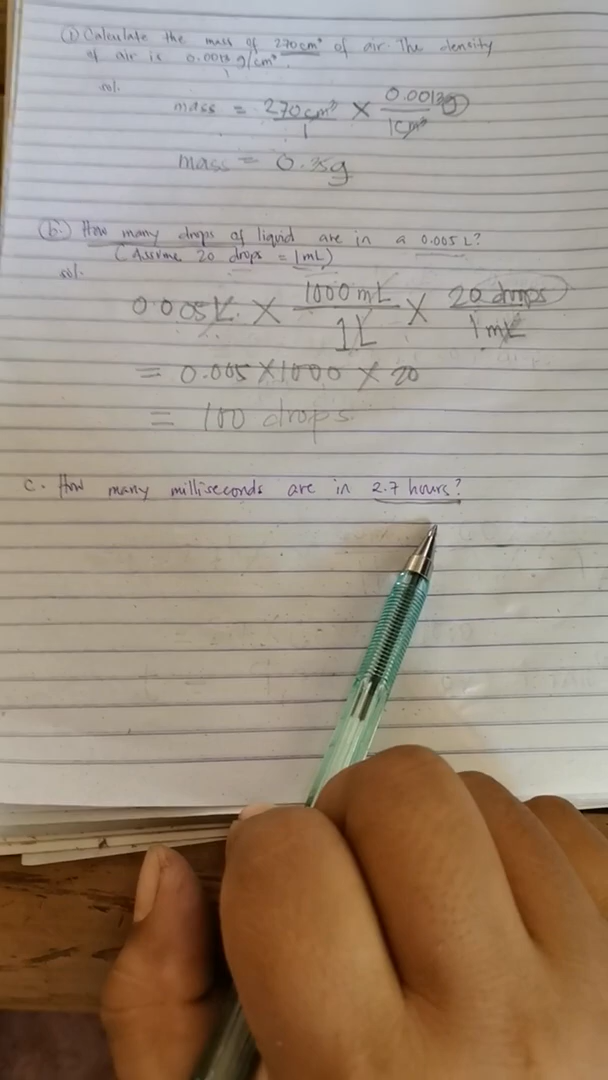 ① Calculate the mass of 270cm³ of air. The density
of air is 0.0013 g/cm³.
sol.
mass = 270cm³/1 × 0.0013g/1cm³
mass = 0.35g
(b.) How many drops of liquid are in a 0.005 L?
(Assume 20 drops = 1mL)
sol.
0.005L × 1000mL/1L × 20 drops/1mL
= 0.005×1000 × 20
= 100 drops
c. How many milliseconds are in 2.7 hours?